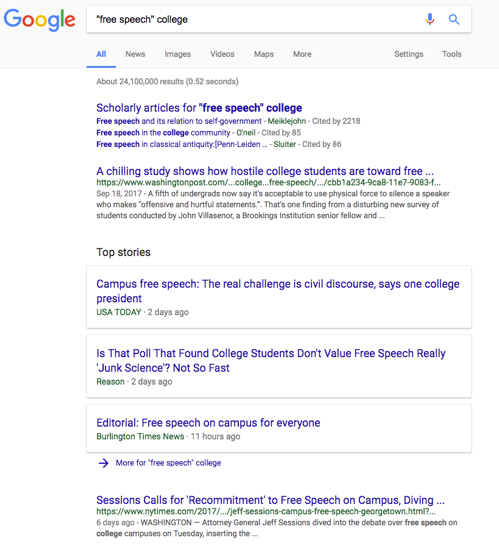 Google
"free speech" college
All News Images Videos Maps More Settings Tools
About 24,100,000 results (0.52 seconds)
Scholarly articles for "free speech" college
Free speech and its relation to self-government - Meiklejohn - Cited by 2218
Free speech in the college community - O'neil - Cited by 85
Free speech in classical antiquity:[Penn-Leiden ... - Sluiter - Cited by 86
A chilling study shows how hostile college students are toward free ...
https://www.washingtonpost.com/...college...free-speech/.../cbb1a234-9ca8-11e7-9083-f...
Sep 18, 2017 - A fifth of undergrads now say it's acceptable to use physical force to silence a speaker
who makes "offensive and hurtful statements.". That's one finding from a disturbing new survey of
students conducted by John Villasenor, a Brookings Institution senior fellow and ...
Top stories
Campus free speech: The real challenge is civil discourse, says one college
president
USA TODAY · 2 days ago
Is That Poll That Found College Students Don't Value Free Speech Really
'Junk Science'? Not So Fast
Reason · 2 days ago
Editorial: Free speech on campus for everyone
Burlington Times News · 11 hours ago
More for "free speech" college
Sessions Calls for 'Recommitment' to Free Speech on Campus, Diving ...
https://www.nytimes.com/2017/.../jeff-sessions-campus-free-speech-georgetown.html?...
6 days ago - WASHINGTON — Attorney General Jeff Sessions dived into the debate over free speech on
college campuses on Tuesday, inserting the ...